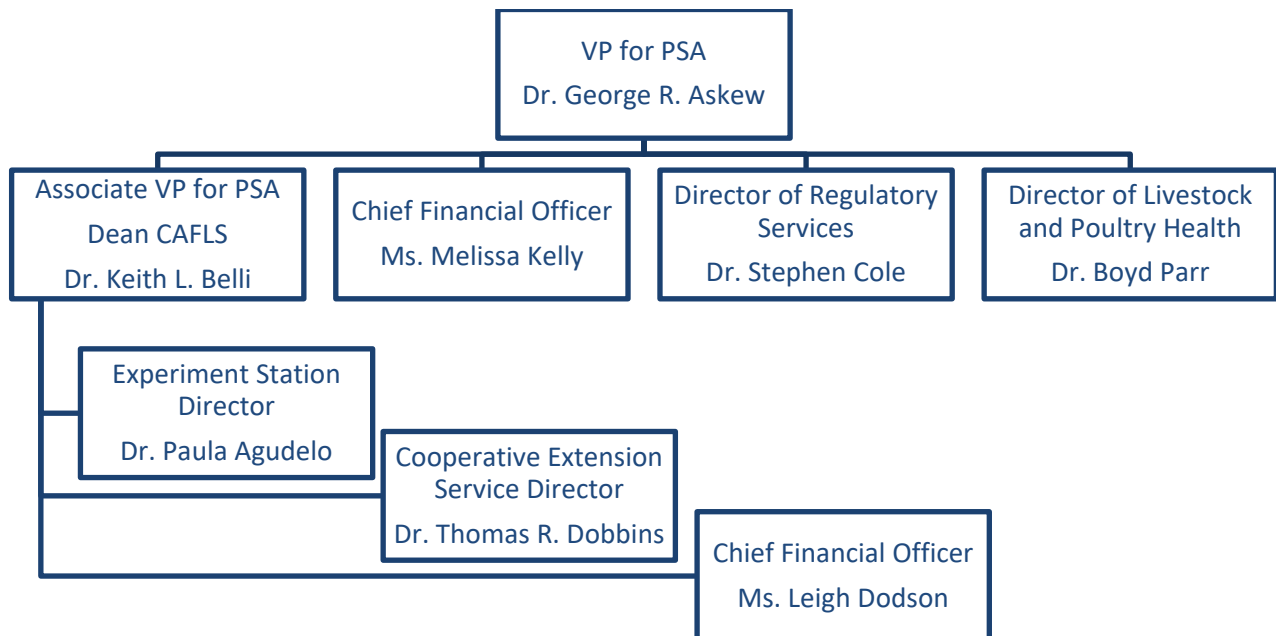 VP for PSA
Dr. George R. Askew
Associate VP for PSA
Dean CAFLS
Dr. Keith L. Belli
Chief Financial Officer
Ms. Melissa Kelly
Director of Regulatory
Services
Dr. Stephen Cole
Director of Livestock
and Poultry Health
Dr. Boyd Parr
Experiment Station
Director
Dr. Paula Agudelo
Cooperative Extension
Service Director
Dr. Thomas R. Dobbins
Chief Financial Officer
Ms. Leigh Dodson